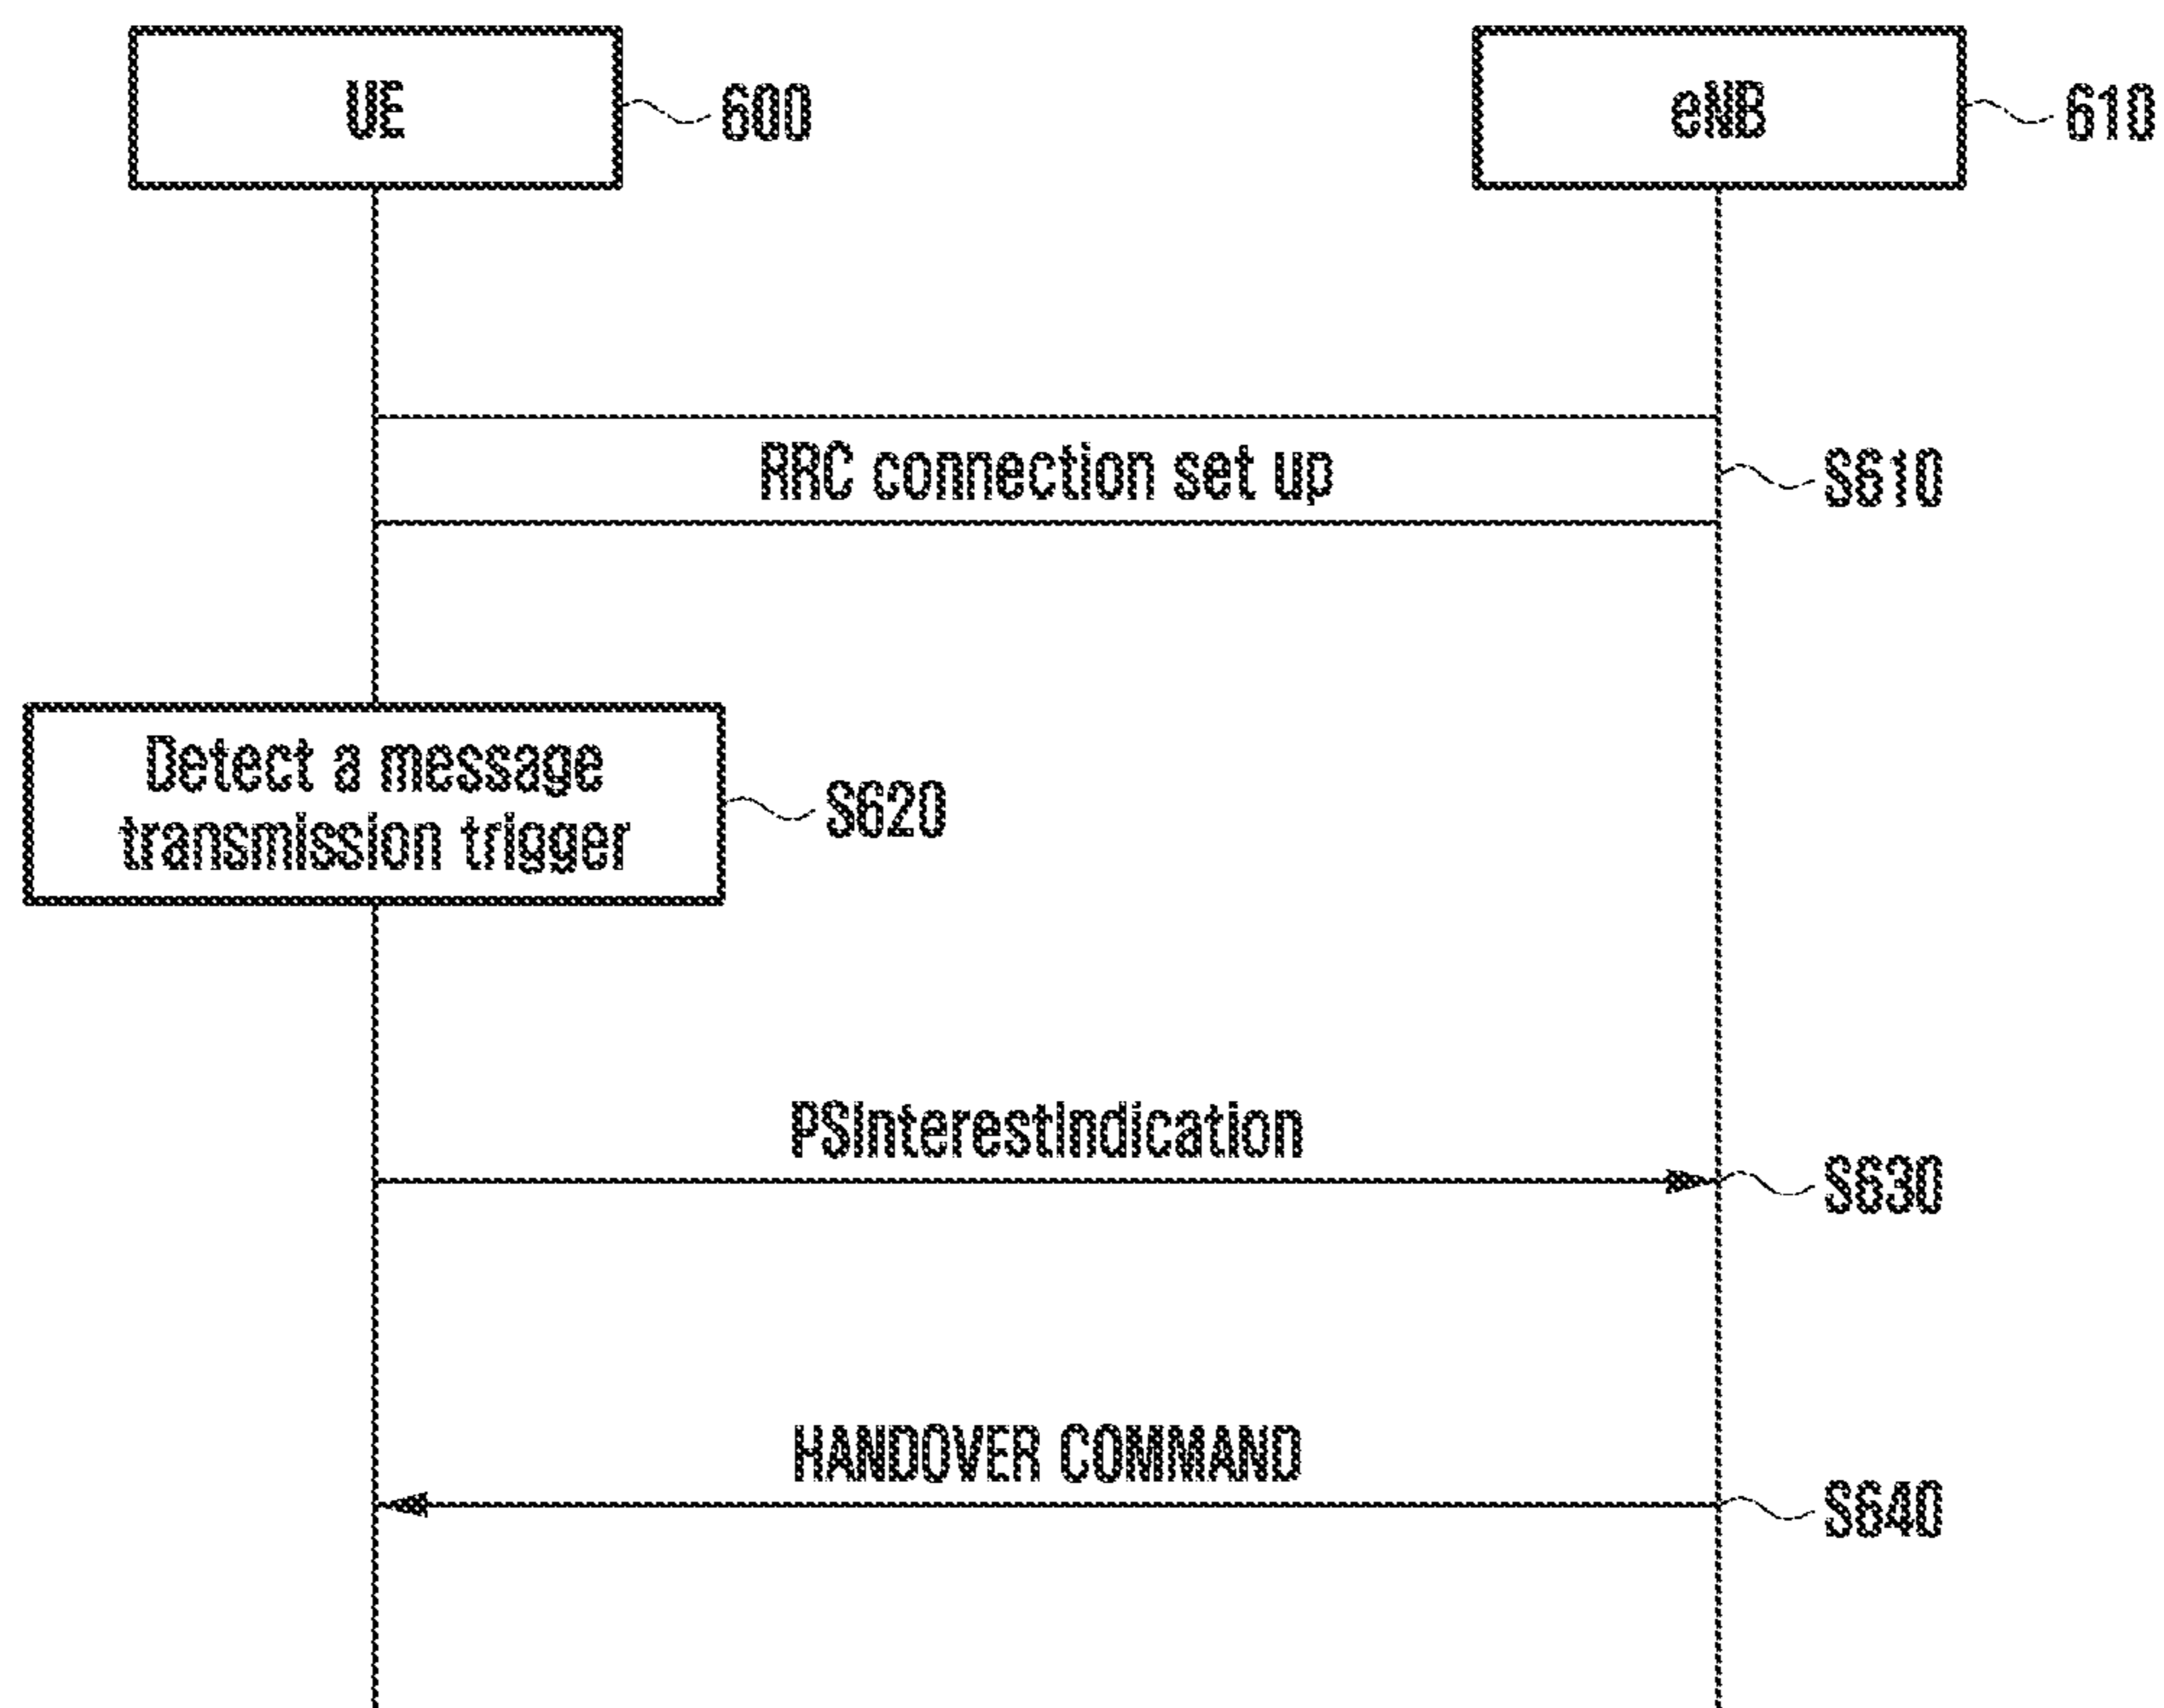 UE
600
eNB
610
RRC connection set up
S610
Detect a message
transmission trigger
S620
PSInterestIndication
S630
HANDOVER COMMAND
S640